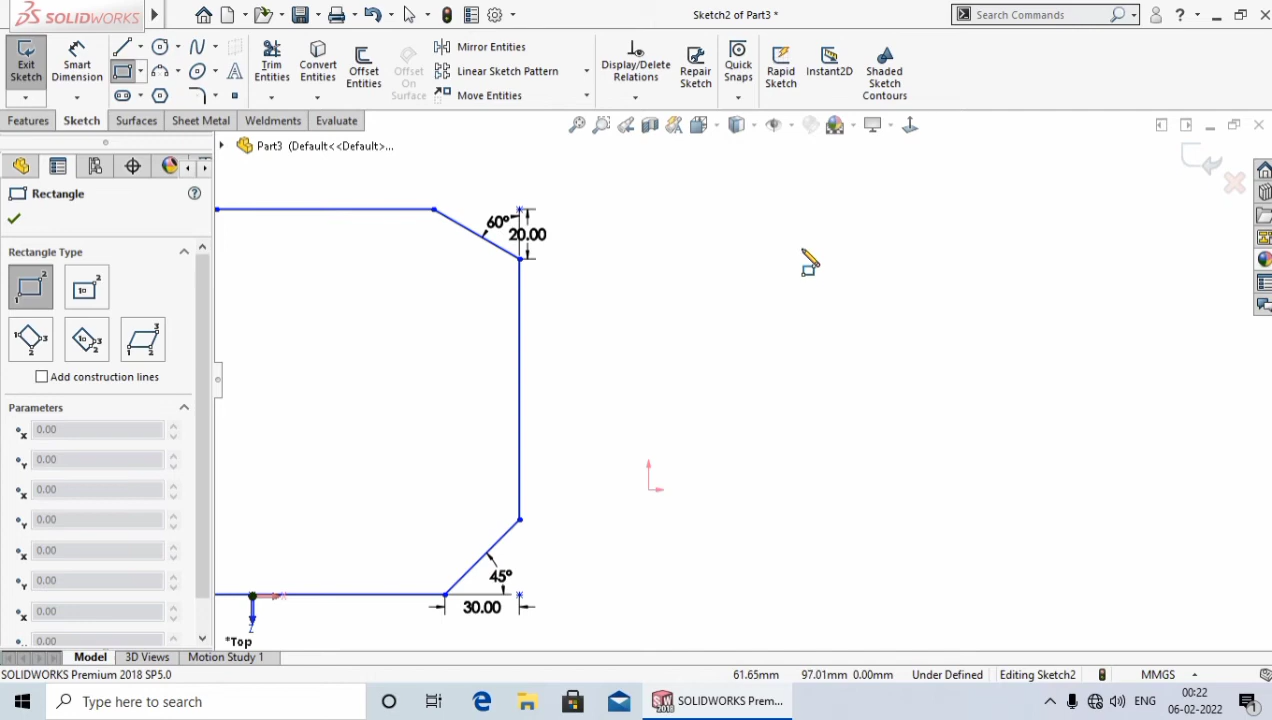 SOLIDWORKS
Sketch2 of Part3 *
Search Commands
Exit Sketch
Smart Dimension
Trim Entities
Convert Entities
Offset Entities
Offset On Surface
Mirror Entities
Linear Sketch Pattern
Move Entities
Display/Delete Relations
Repair Sketch
Quick Snaps
Rapid Sketch
Instant2D
Shaded Sketch Contours
Features
Sketch
Surfaces
Sheet Metal
Weldments
Evaluate
Part3 (Default<<Default>...
Rectangle
Rectangle Type
Add construction lines
Parameters
0.00
0.00
0.00
0.00
0.00
0.00
0.00
0.00
60°
20.00
45°
30.00
Z
*Top
Model
3D Views
Motion Study 1
SOLIDWORKS Premium 2018 SP5.0
61.65mm
97.01mm 0.00mm
Under Defined
Editing Sketch2
MMGS
Type here to search
SOLIDWORKS Prem...
ENG
00:22
06-02-2022